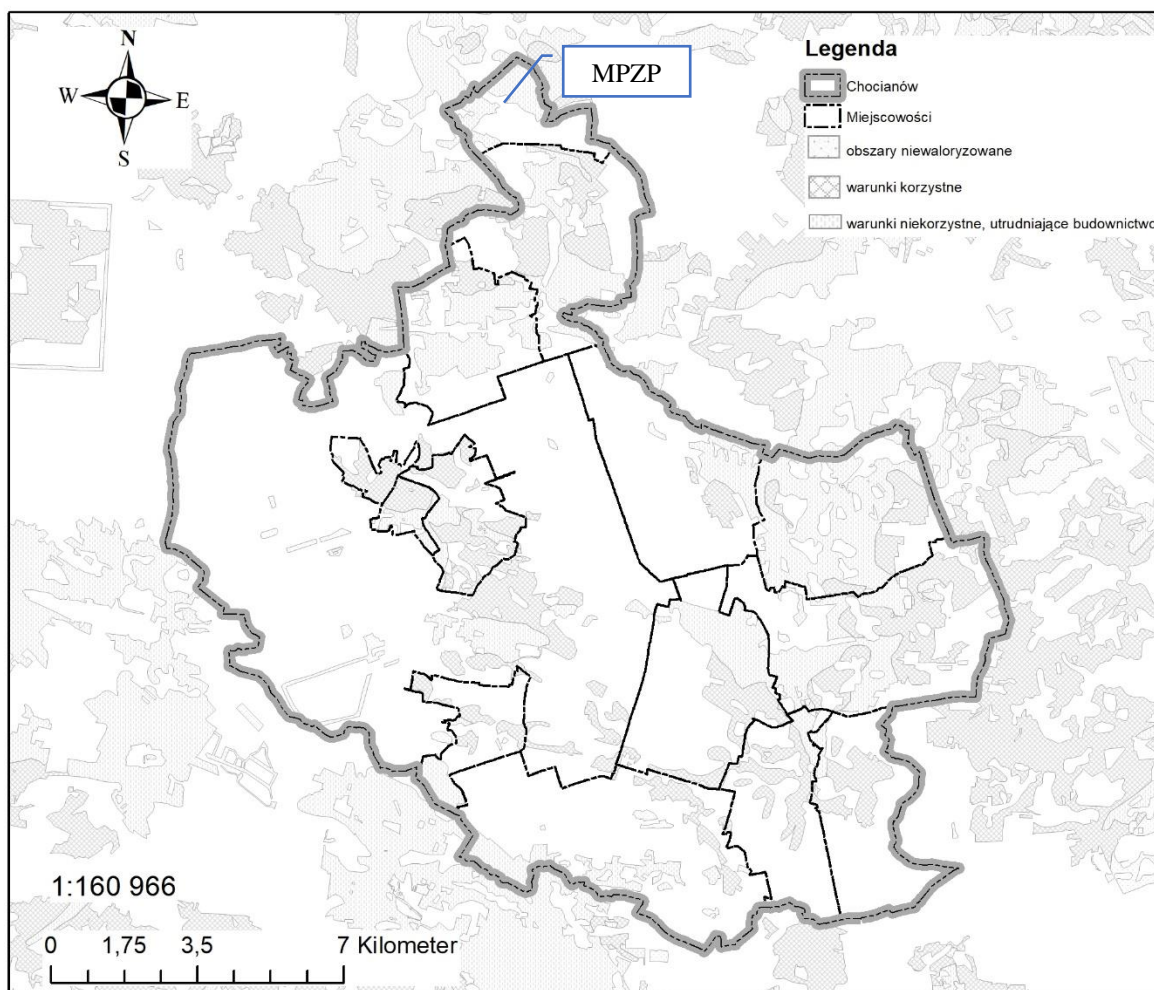 N
W
E
S
MPZP
Legenda
Chocianów
Miejscowości
obszary niewaloryzowane
warunki korzystne
warunki niekorzystne, utrudniające budownictwo
1:160 966
0 1,75 3,5 7 Kilometer